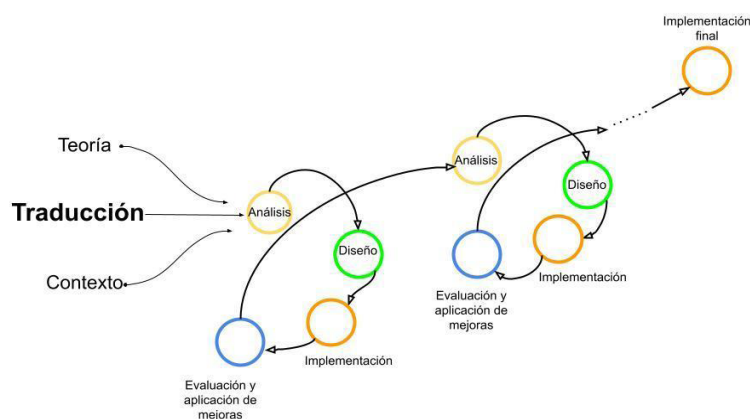 Implementación
final
Teoría
Traducción
Contexto
Análisis
Diseño
Implementación
Evaluación y
aplicación de
mejoras
Análisis
Diseño
Implementación
Evaluación y
aplicación de
mejoras